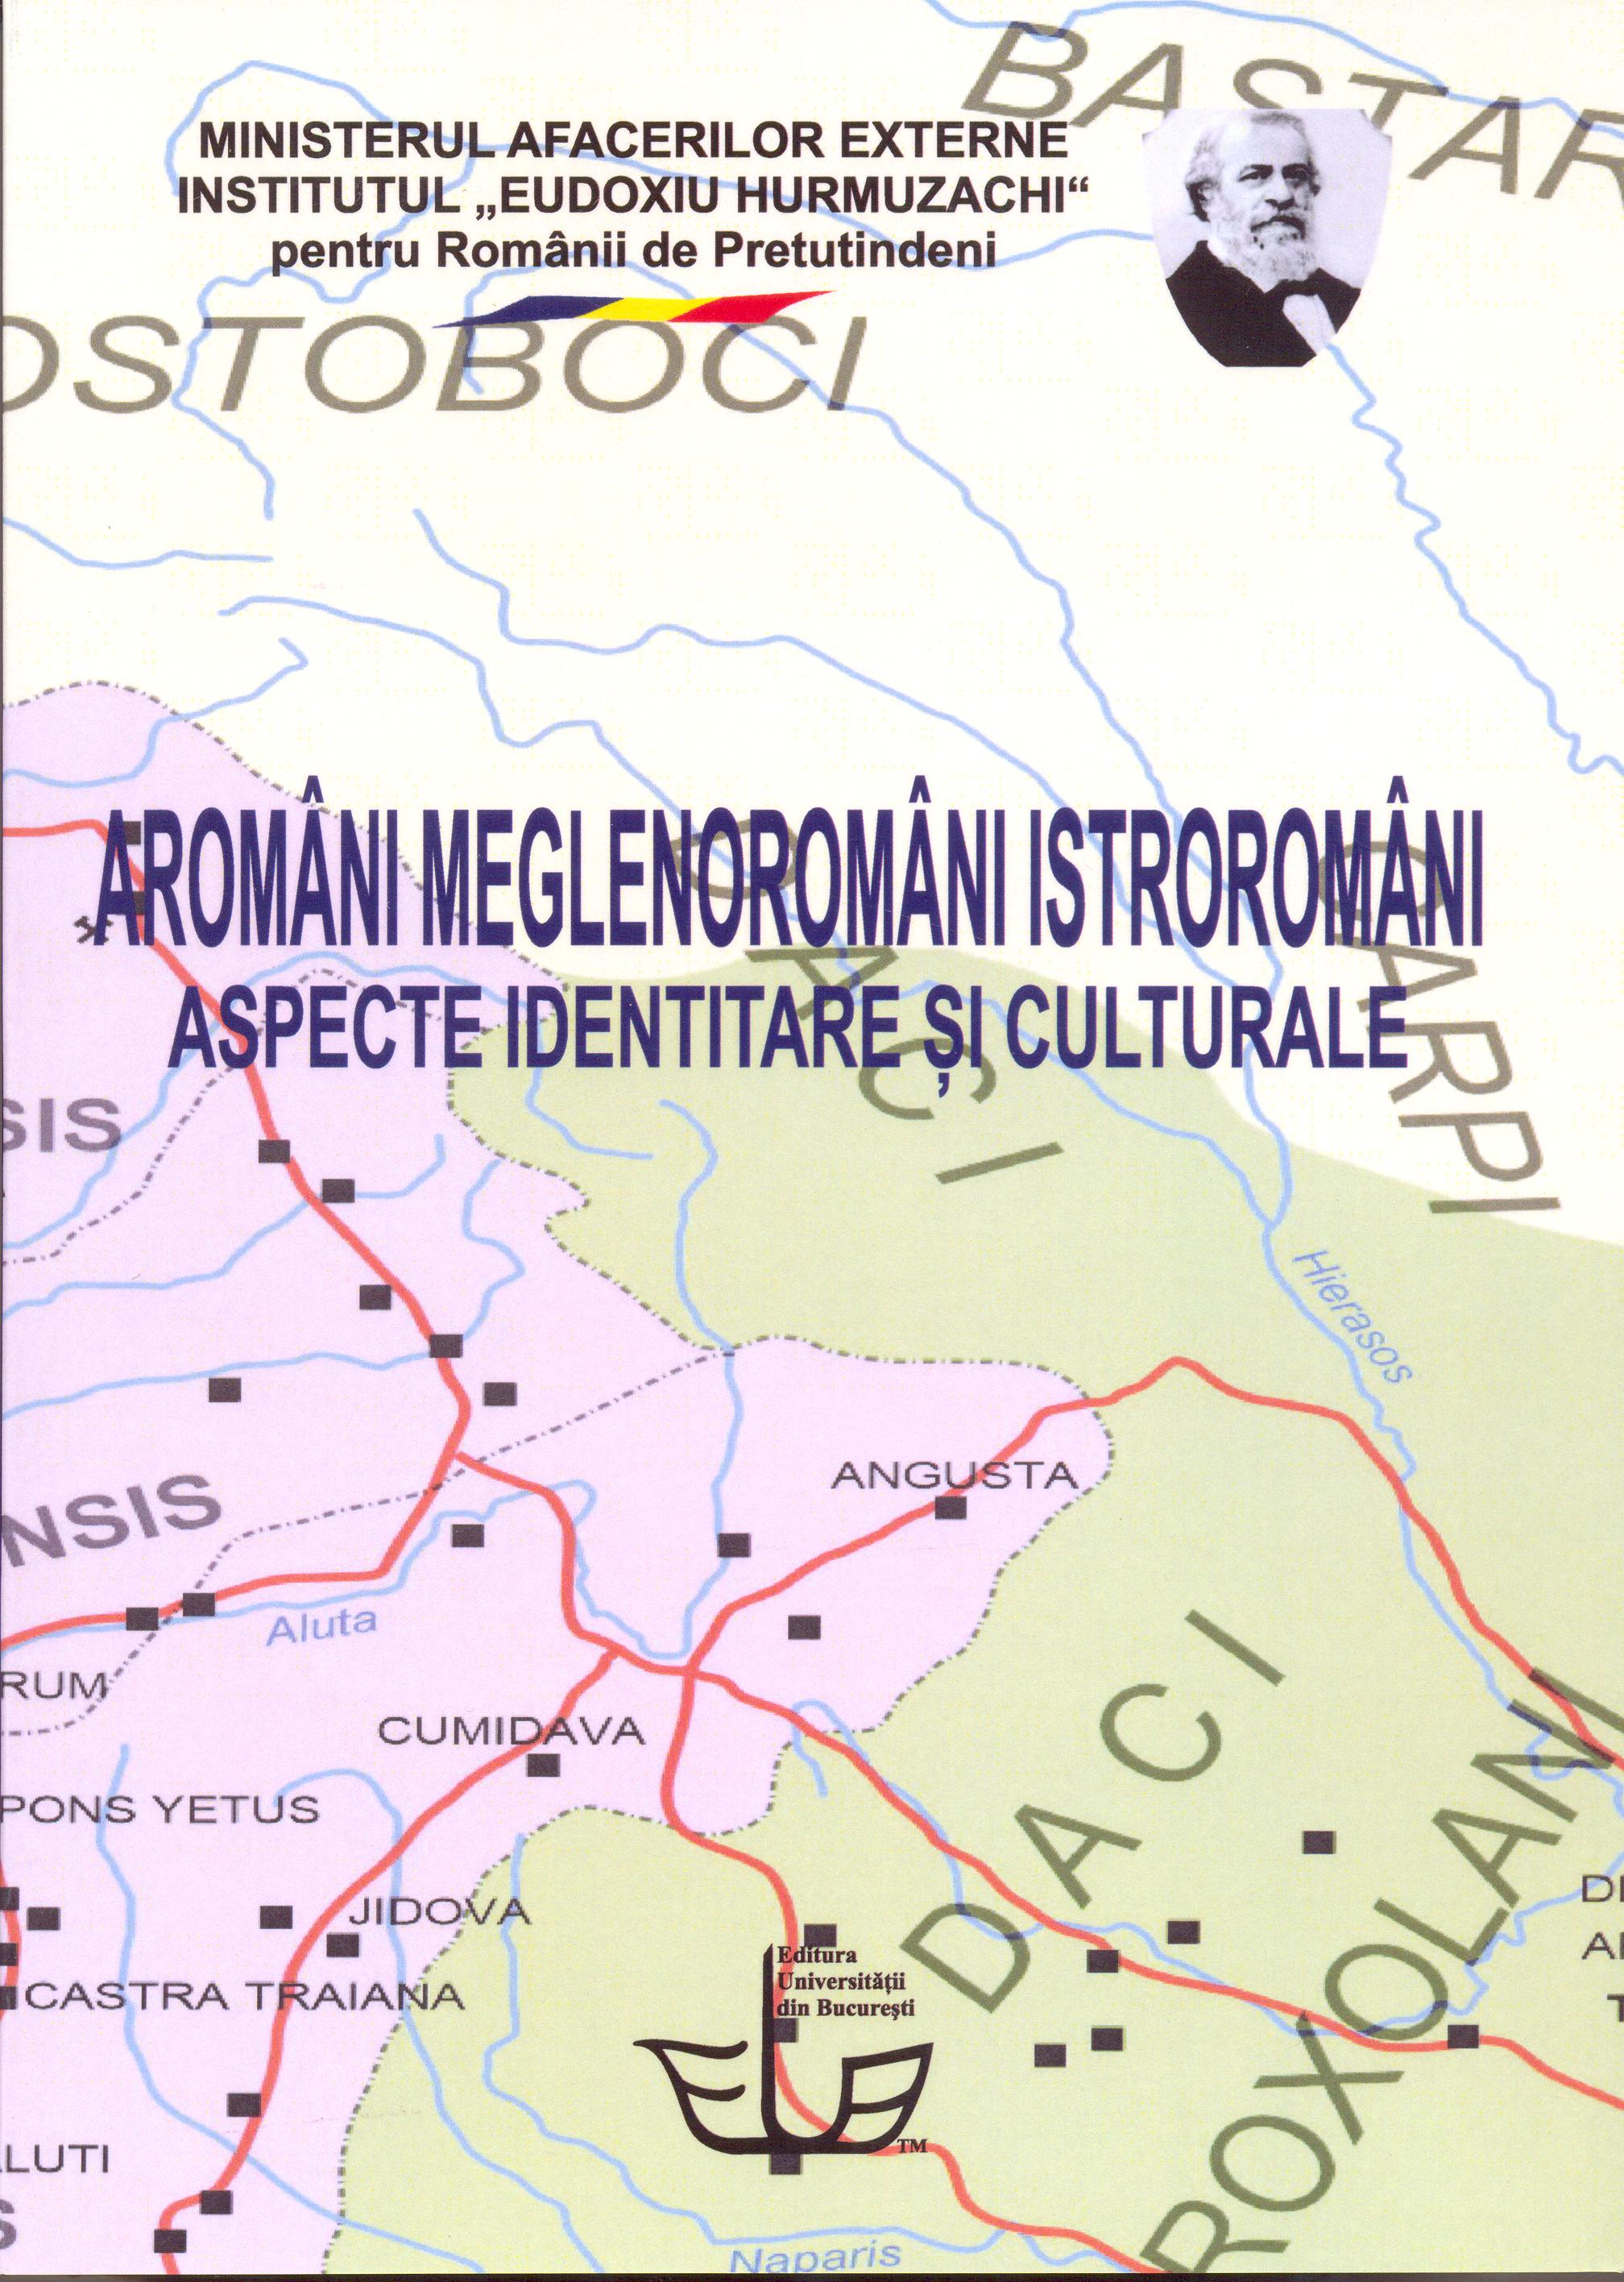 BASTAR
MINISTERUL AFACERILOR EXTERNE
INSTITUTUL „EUDOXIU HURMUZACHI“
pentru Românii de Pretutindeni
OSTOBOCI
AROMÂNI MEGLENOROMÂNI ISTROROMÂNI
ASPECTE IDENTITARE ȘI CULTURALE
DACI
CARPI
SIS
Hierasos
ANGUSTA
NSIS
Aluta
RUM
CUMIDAVA
PONS YETUS
DACI
ROXOLANI
JIDOVA
CASTRA TRAIANA
Editura
Universității
din București
TM
LUTI
S
Naparis